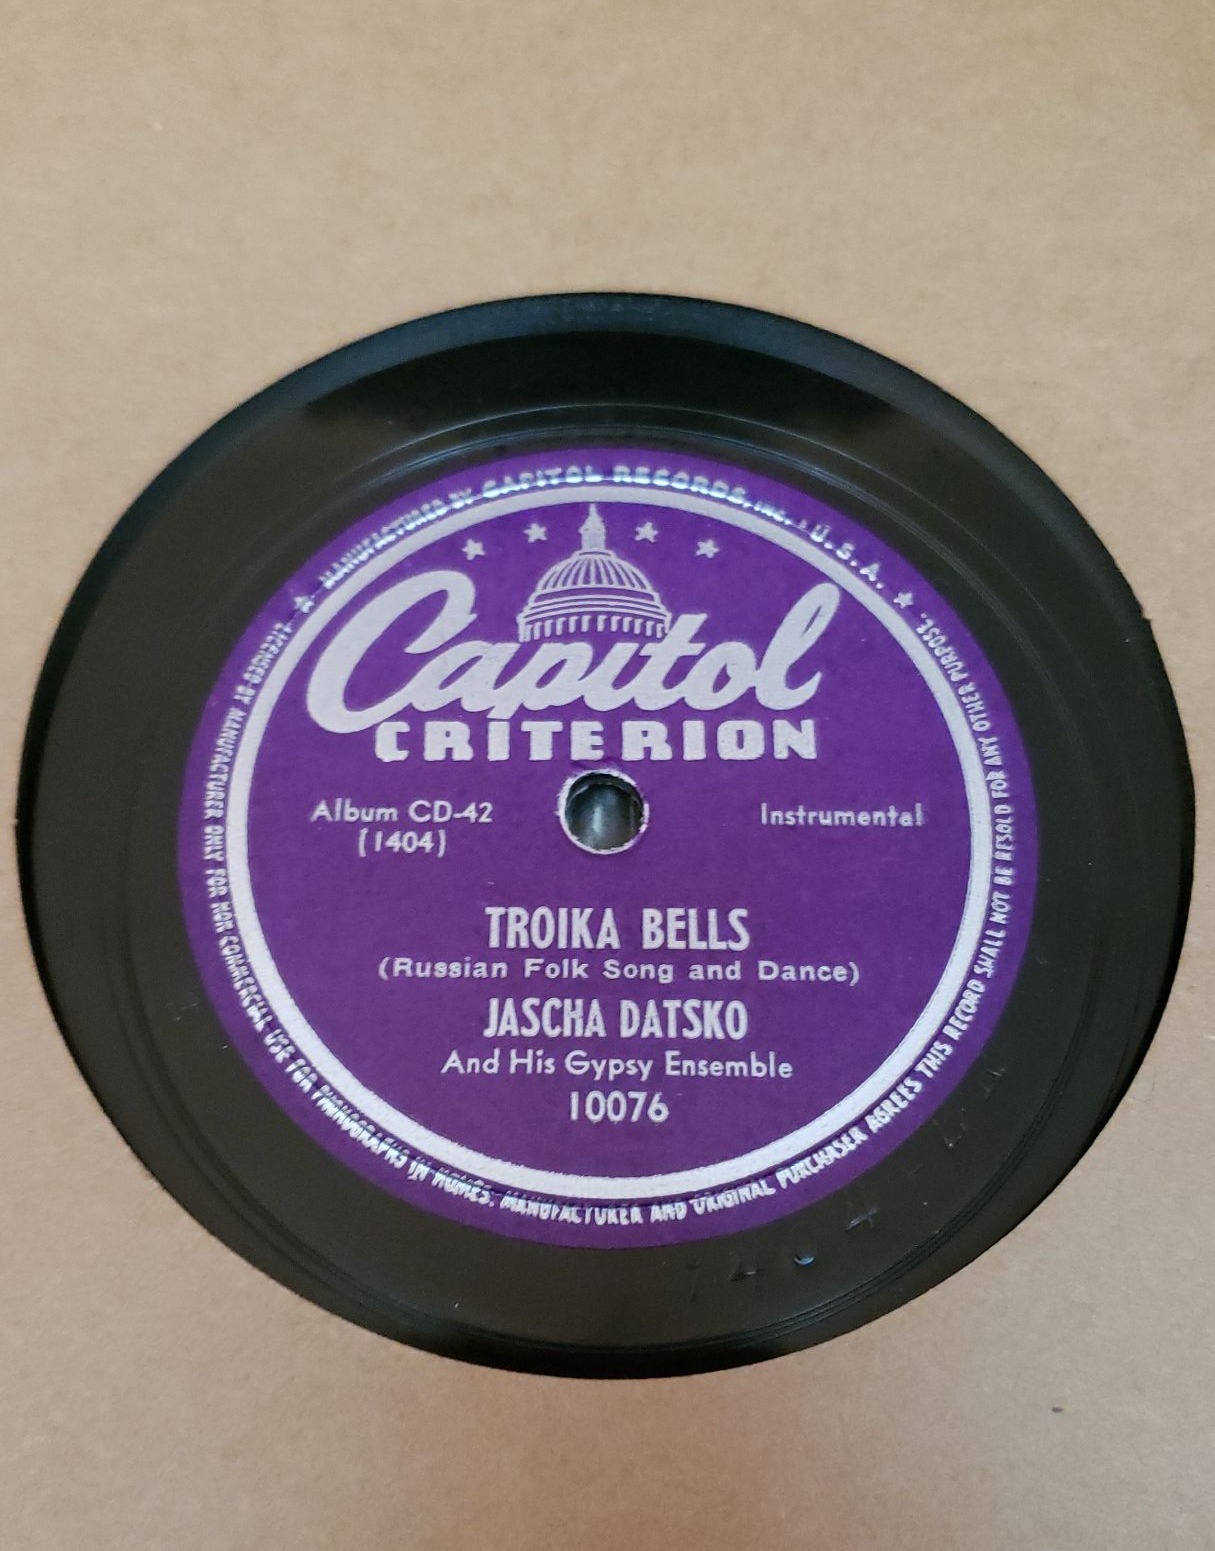 ★ MANUFACTURED BY CAPITOL RECORDS, INC., U.S.A. ★
Capitol
CRITERION
Album CD-42
(1404)
Instrumental
TROIKA BELLS
(Russian Folk Song and Dance)
JASCHA DATSKO
And His Gypsy Ensemble
10076
LICENSED BY MANUFACTURER ONLY FOR NON COMMERCIAL USE FOR PHONOGRAPHS IN HOMES. MANUFACTURER AND ORIGINAL PURCHASER AGREES THIS RECORD SHALL NOT BE RESOLD FOR ANY OTHER PURPOSE.
1404